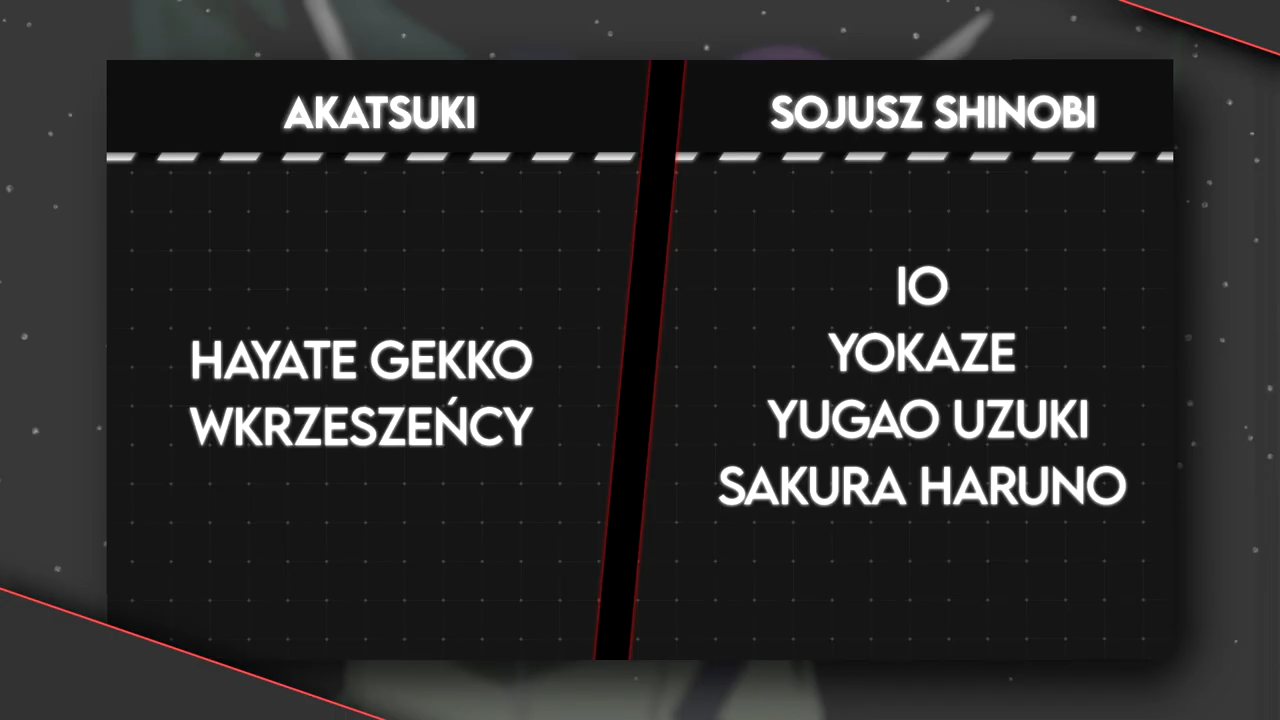 AKATSUKI
HAYATE GEKKO
WKRZESZEŃCY
SOJUSZ SHINOBI
IO
YOKAZE
YUGAO UZUKI
SAKURA HARUNO